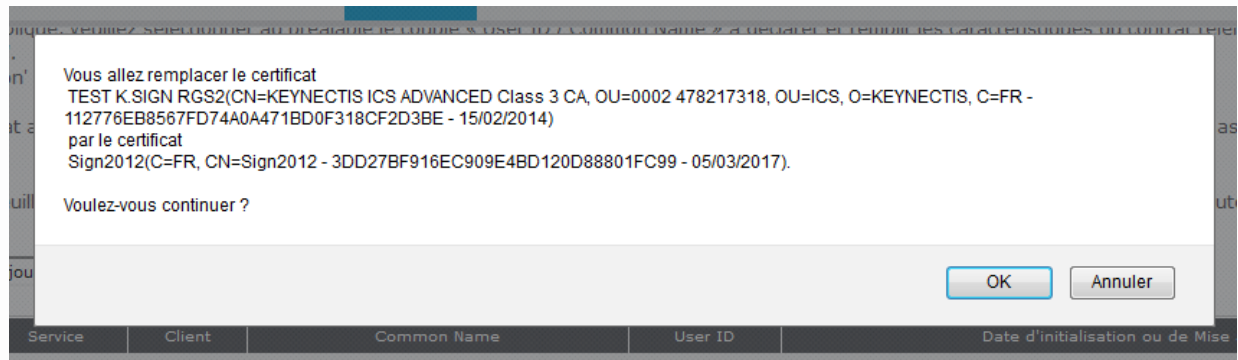 Vous allez remplacer le certificat
TEST K.SIGN RGS2(CN=KEYNECTIS ICS ADVANCED Class 3 CA, OU=0002 478217318, OU=ICS, O=KEYNECTIS, C=FR -
112776EB8567FD74A0A471BD0F318CF2D3BE - 15/02/2014)
par le certificat
Sign2012(C=FR, CN=Sign2012 - 3DD27BF916EC909E4BD120D88801FC99 - 05/03/2017).
Voulez-vous continuer ?
OK Annuler
Service Client Common Name User ID Date d'initialisation ou de Mise